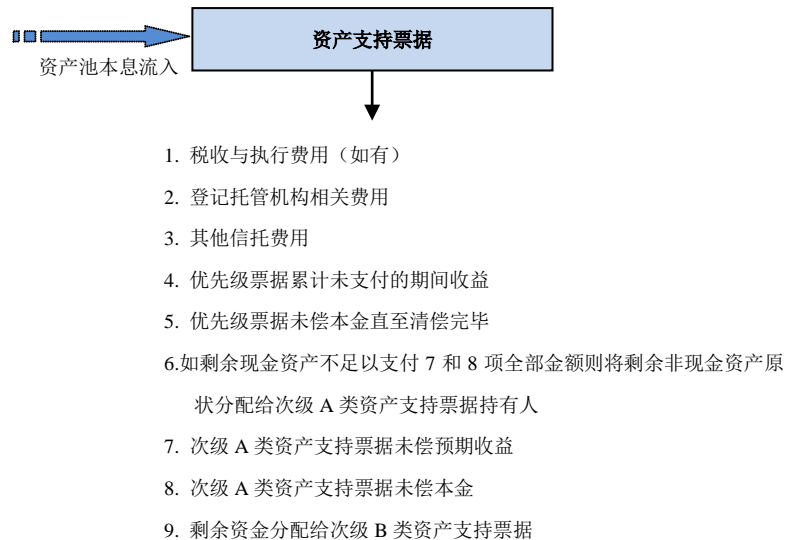 资产支持票据
资产池本息流入
1. 税收与执行费用（如有）
2. 登记托管机构相关费用
3. 其他信托费用
4. 优先级票据累计未支付的期间收益
5. 优先级票据未偿本金直至清偿完毕
6.如剩余现金资产不足以支付 7 和 8 项全部金额则将剩余非现金资产原
状分配给次级 A 类资产支持票据持有人
7. 次级 A 类资产支持票据未偿预期收益
8. 次级 A 类资产支持票据未偿本金
9. 剩余资金分配给次级 B 类资产支持票据